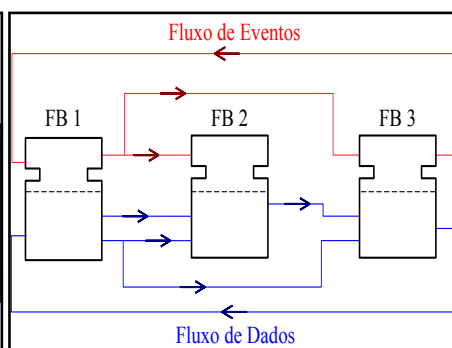 Fluxo de Eventos
FB 1
FB 2
FB 3
Fluxo de Dados